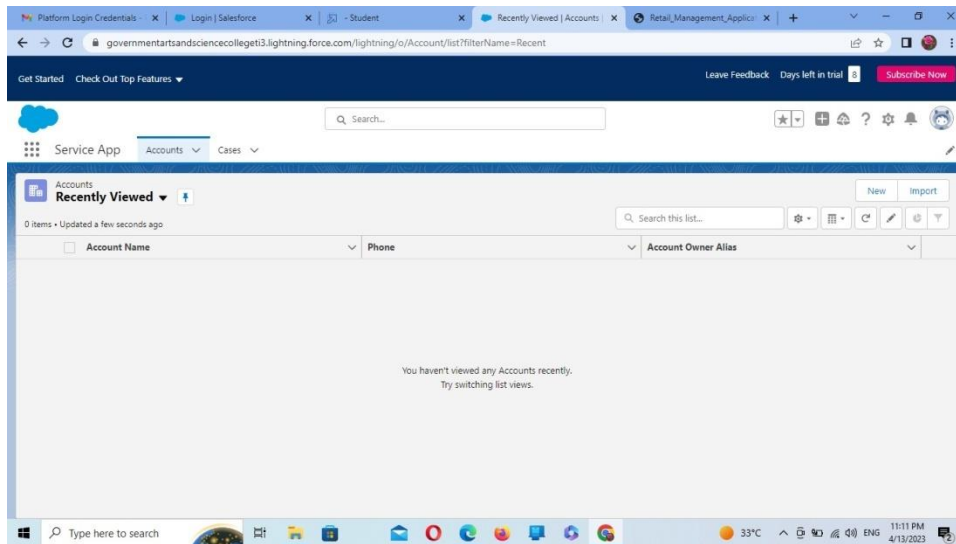 Platform Login Credentials -
Login | Salesforce
- Student
Recently Viewed | Accounts |
Retail_Management_Applica
governmentartsandsciencecollegeti3.lightning.force.com/lightning/o/Account/list?filterName=Recent
Get Started Check Out Top Features
Leave Feedback Days left in trial 8 Subscribe Now
Search...
Service App Accounts Cases
Accounts
Recently Viewed
New Import
0 items • Updated a few seconds ago
Search this list...
Account Name Phone Account Owner Alias
You haven't viewed any Accounts recently.
Try switching list views.
Type here to search
33°C ENG
11:11 PM
4/13/2023
2